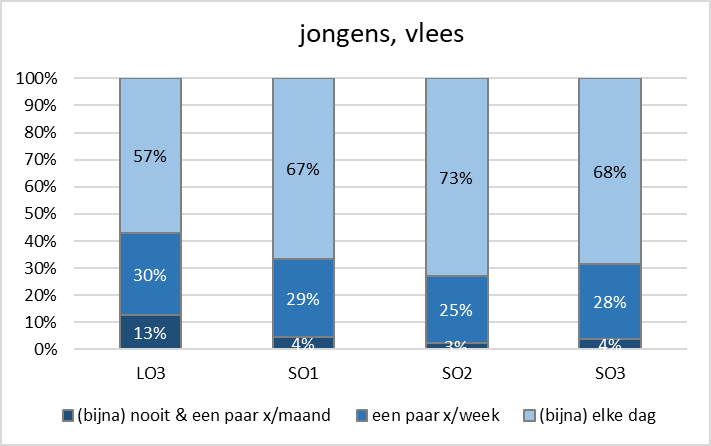 jongens, vlees
100%
90%
80%
70%
60%
50%
40%
30%
20%
10%
0%
57% 67% 73% 68%
30% 29% 25% 28%
13% 4% 3% 4%
LO3 SO1 SO2 SO3
(bijna) nooit & een paar x/maand een paar x/week (bijna) elke dag